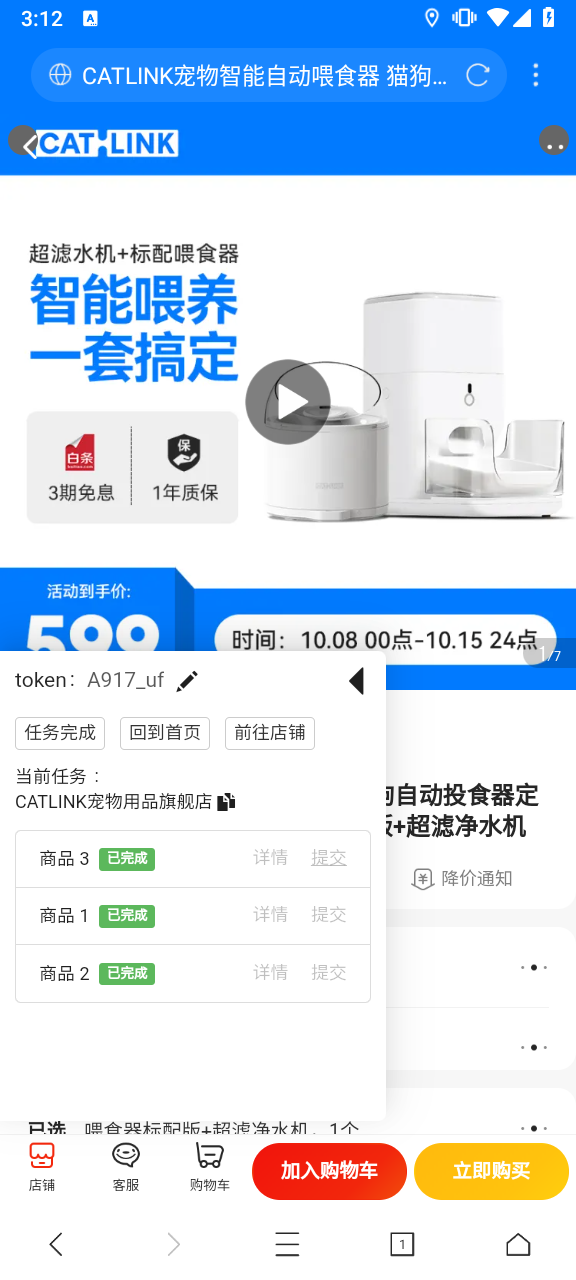 3:12
A
CATLINK宠物智能自动喂食器 猫狗...
CAT-LINK
超滤水机+标配喂食器
智能喂养
一套搞定
白条
保
3期免息
1年质保
活动到手价:
599
时间：10.08 00点-10.15 24点
1/7
token：A917_uf
任务完成
回到首页
前往店铺
当前任务：
CATLINK宠物用品旗舰店
自动投食器定
+超滤净水机
商品 3 已完成 详情 提交
降价通知
商品 1 已完成 详情 提交
商品 2 已完成 详情 提交
已选 喂食器标配版+超滤净水机，1个
店铺
客服
购物车
加入购物车
立即购买
1